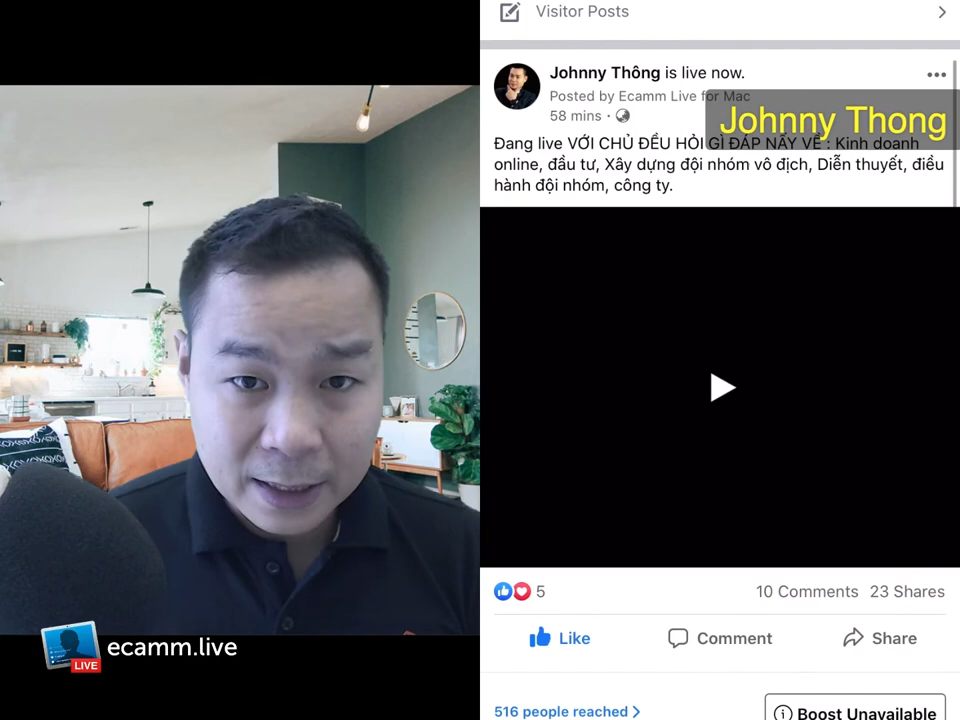 Visitor Posts
Johnny Thông is live now.
Posted by Ecamm Live for Mac
58 mins ·
Johnny Thong
Đang live VỚI CHỦ ĐỀU HỎI GÌ ĐÁP NẤY VỀ : Kinh doanh
online, đầu tư, Xây dựng đội nhóm vô địch, Diễn thuyết, điều
hành đội nhóm, công ty.
5
10 Comments 23 Shares
Like Comment Share
LIVE
ecamm.live
516 people reached
Boost Unavailable